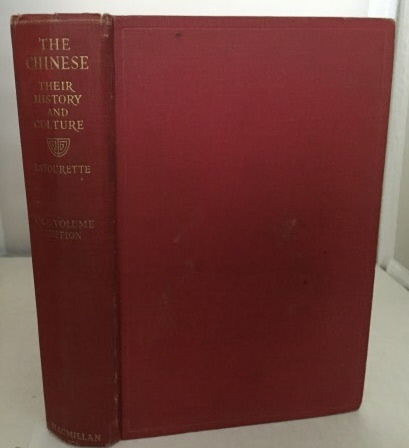 THE
CHINESE
THEIR
HISTORY
AND
CULTURE
LATOURETTE
VOLUME
EDITION
MACMILLAN